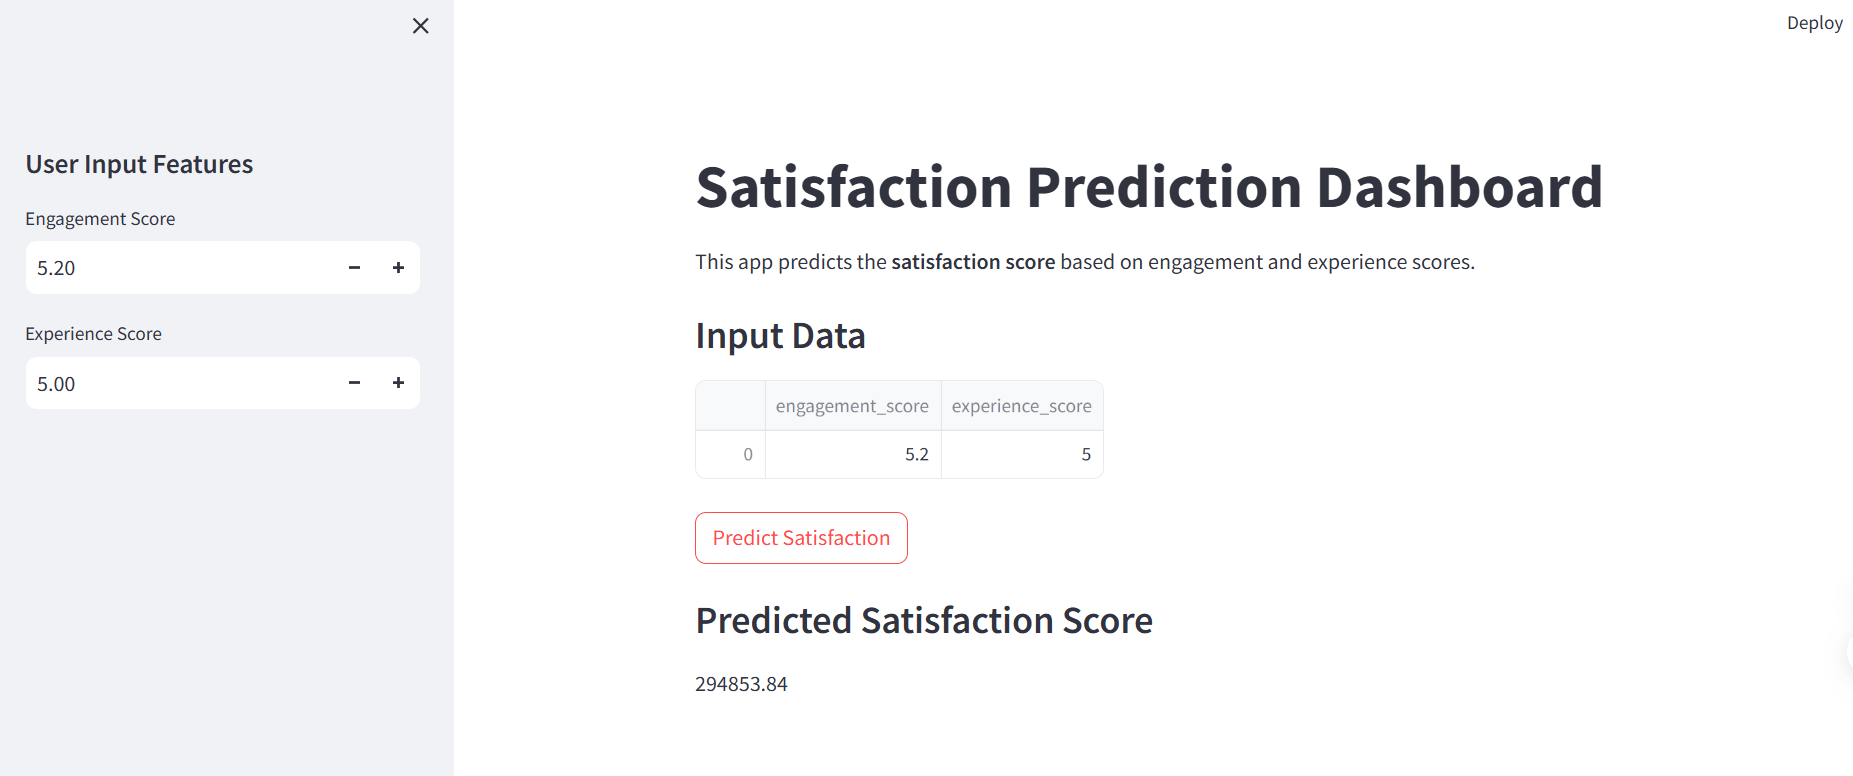 Deploy
User Input Features
Engagement Score
5.20
Experience Score
5.00
Satisfaction Prediction Dashboard
This app predicts the satisfaction score based on engagement and experience scores.
Input Data
engagement_score experience_score
0 5.2 5
Predict Satisfaction
Predicted Satisfaction Score
294853.84